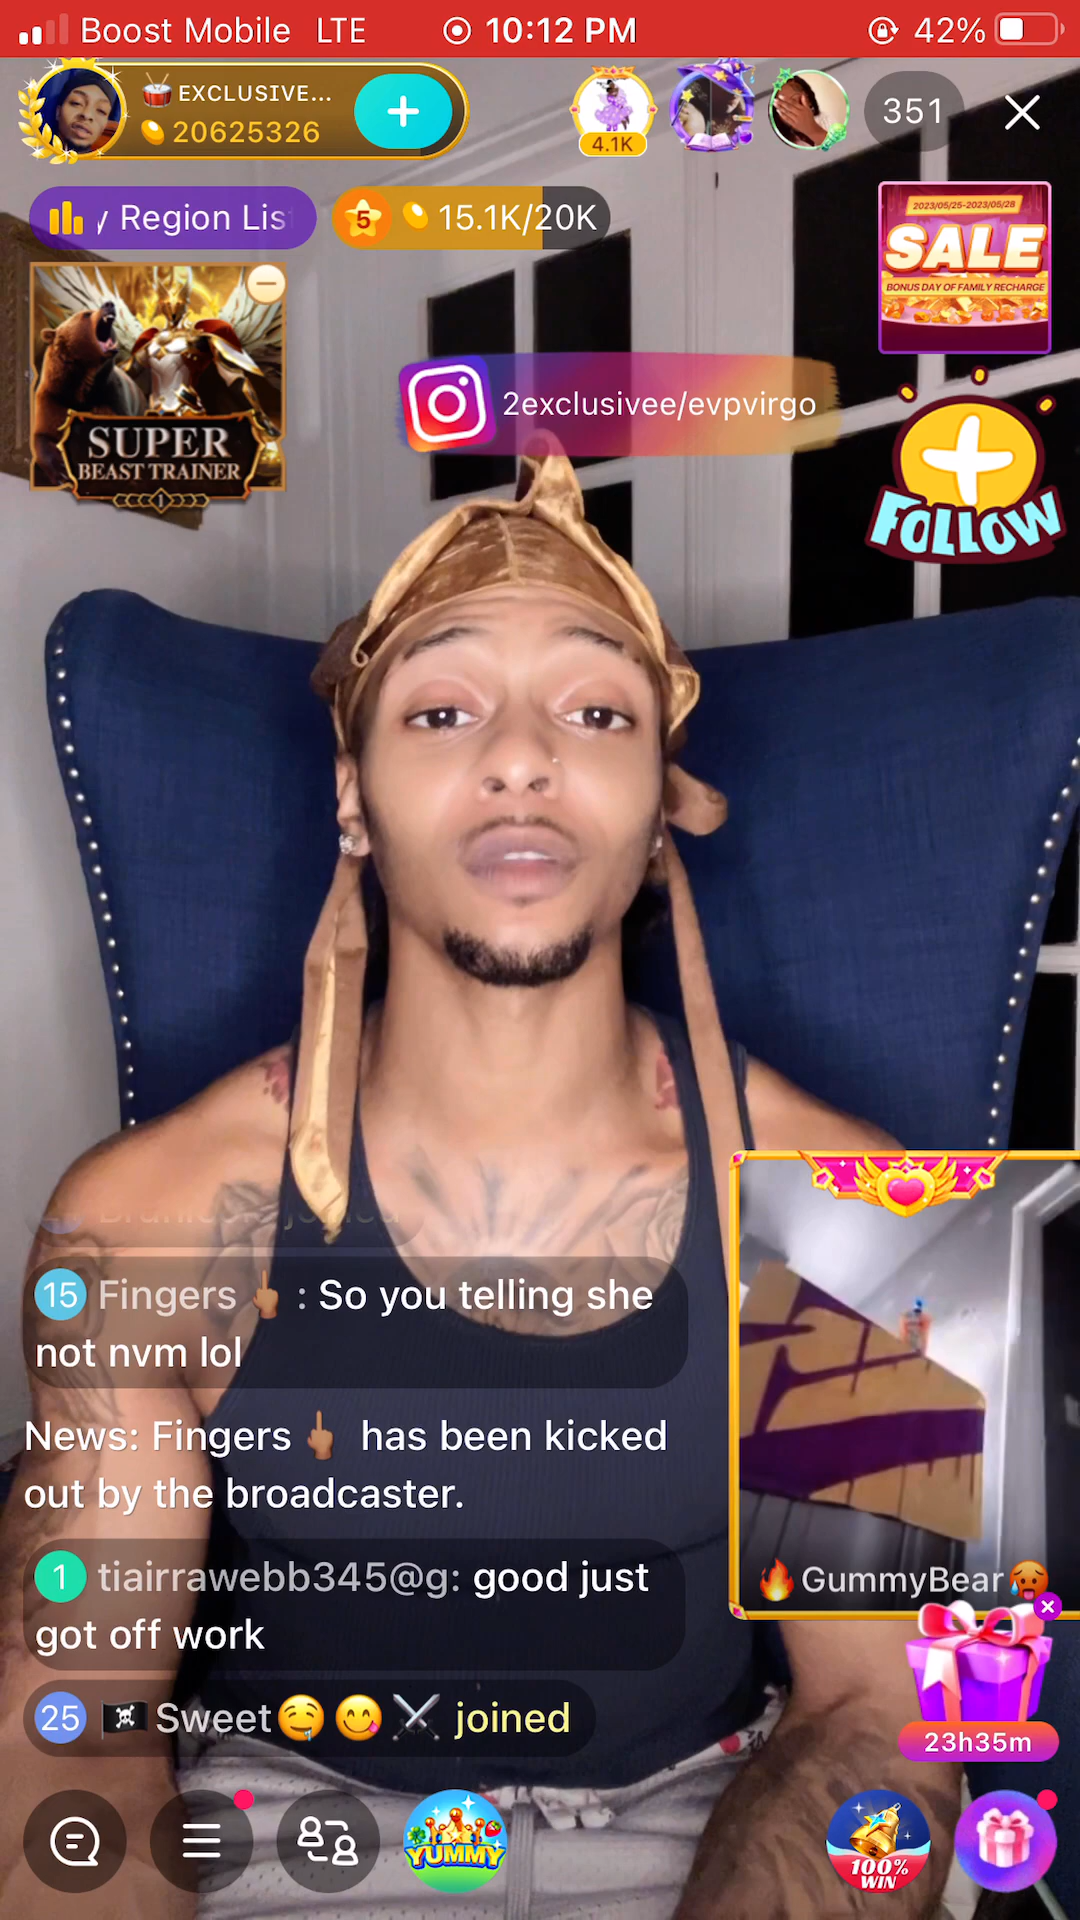 Boost Mobile LTE 10:12 PM 42%
EXCLUSIVE...
20625326
4.1K
351
y Region Lis
5 15.1K/20K
2023/05/25-2023/05/28
SALE
BONUS DAY OF FAMILY RECHARGE
SUPER
BEAST TRAINER
1
2exclusivee/evpvirgo
FOLLOW
joined
15 Fingers🖕🏽 : So you telling she
not nvm lol
News: Fingers🖕🏽 has been kicked
out by the broadcaster.
1 tiairrawebb345@g: good just
got off work
25 🏴‍☠️Sweet🤤😋⚔ joined
🔥GummyBear🥵
23h35m
YUMMY
100%
WIN